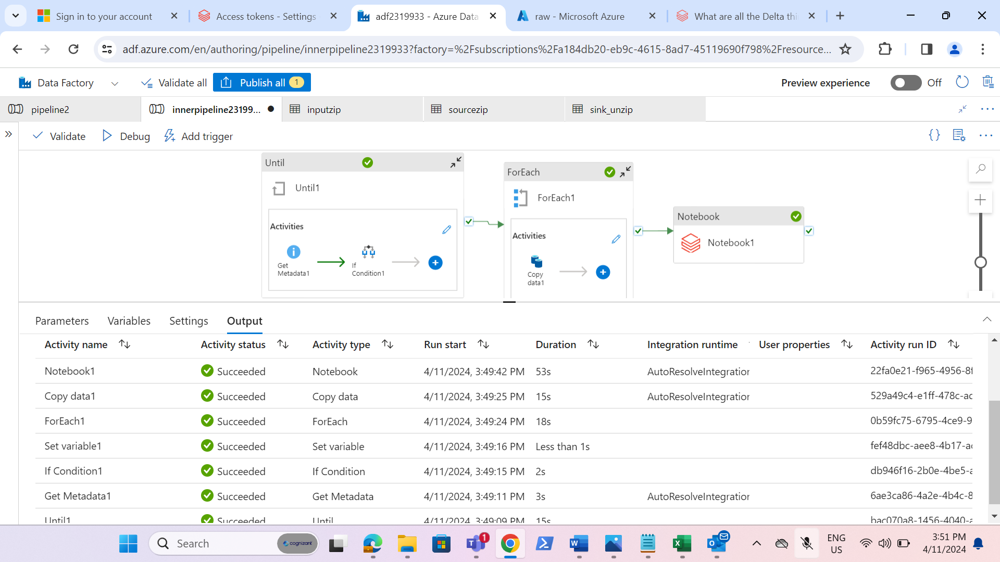 Sign in to your account
Access tokens - Settings
adf2319933 - Azure Data
raw - Microsoft Azure
What are all the Delta thi
adf.azure.com/en/authoring/pipeline/innerpipeline2319933?factory=%2Fsubscriptions%2Fa184db20-eb9c-4615-8ad7-45119690f798%2Fresource...
Data Factory
Validate all
Publish all 1
Preview experience
Off
pipeline2
innerpipeline23199...
inputzip
sourcezip
sink_unzip
Validate
Debug
Add trigger
Until
Until1
Activities
Get
Metadata1
If
Condition1
ForEach
ForEach1
Activities
Copy
data1
Notebook
Notebook1
Parameters Variables Settings Output
Activity name Activity status Activity type Run start Duration Integration runtime User properties Activity run ID
Notebook1 Succeeded Notebook 4/11/2024, 3:49:42 PM 53s AutoResolveIntegration 22fa0e21-f965-4956-8f
Copy data1 Succeeded Copy data 4/11/2024, 3:49:25 PM 15s AutoResolveIntegration 529a49c4-e1ff-478c-ac
ForEach1 Succeeded ForEach 4/11/2024, 3:49:24 PM 18s 0b59fc75-6795-4ce9-9
Set variable1 Succeeded Set variable 4/11/2024, 3:49:16 PM Less than 1s fef48dbc-aee8-4b17-ac
If Condition1 Succeeded If Condition 4/11/2024, 3:49:15 PM 2s db946f16-2b0e-4be5-a
Get Metadata1 Succeeded Get Metadata 4/11/2024, 3:49:11 PM 3s AutoResolveIntegration 6ae3ca86-4a2e-4b4c-8
Until1 Succeeded Until 4/11/2024, 3:49:09 PM 15s bac070a8-1456-4040-a
Search
cognizant
1
ENG
US
3:51 PM
4/11/2024